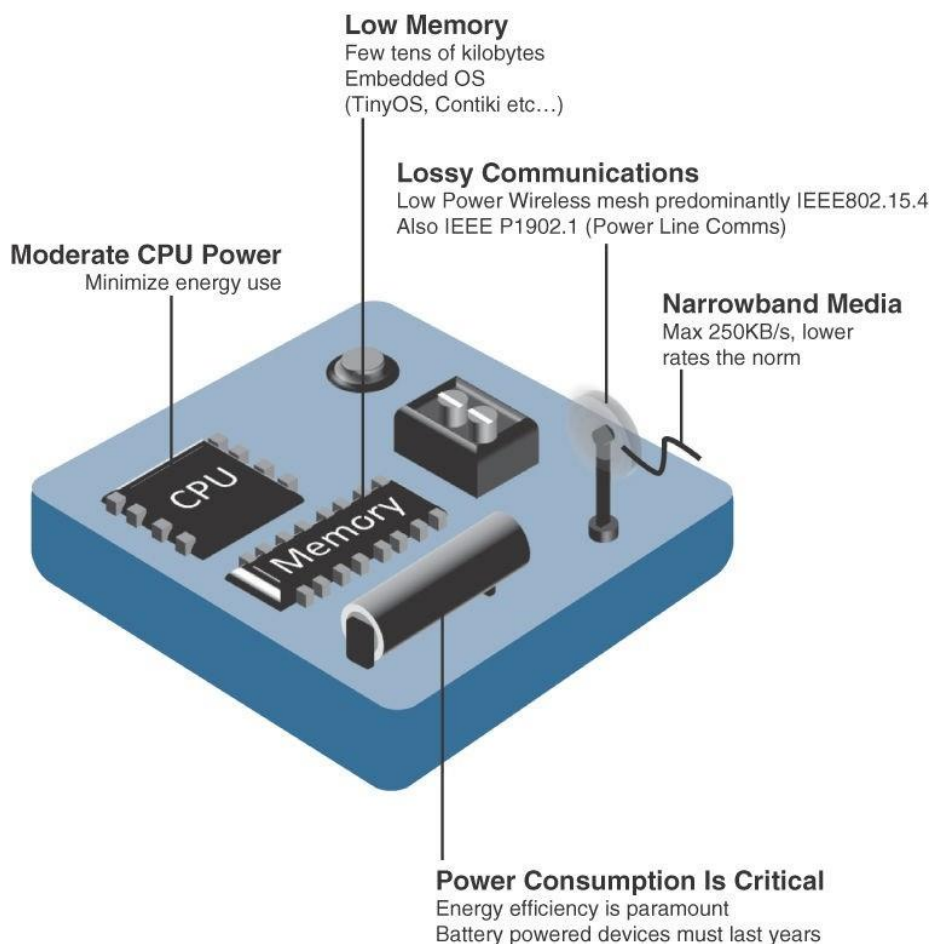 Low Memory
Few tens of kilobytes
Embedded OS
(TinyOS, Contiki etc…)
Lossy Communications
Low Power Wireless mesh predominantly IEEE802.15.4
Also IEEE P1902.1 (Power Line Comms)
Moderate CPU Power
Minimize energy use
Narrowband Media
Max 250KB/s, lower
rates the norm
CPU
Memory
Power Consumption Is Critical
Energy efficiency is paramount
Battery powered devices must last years